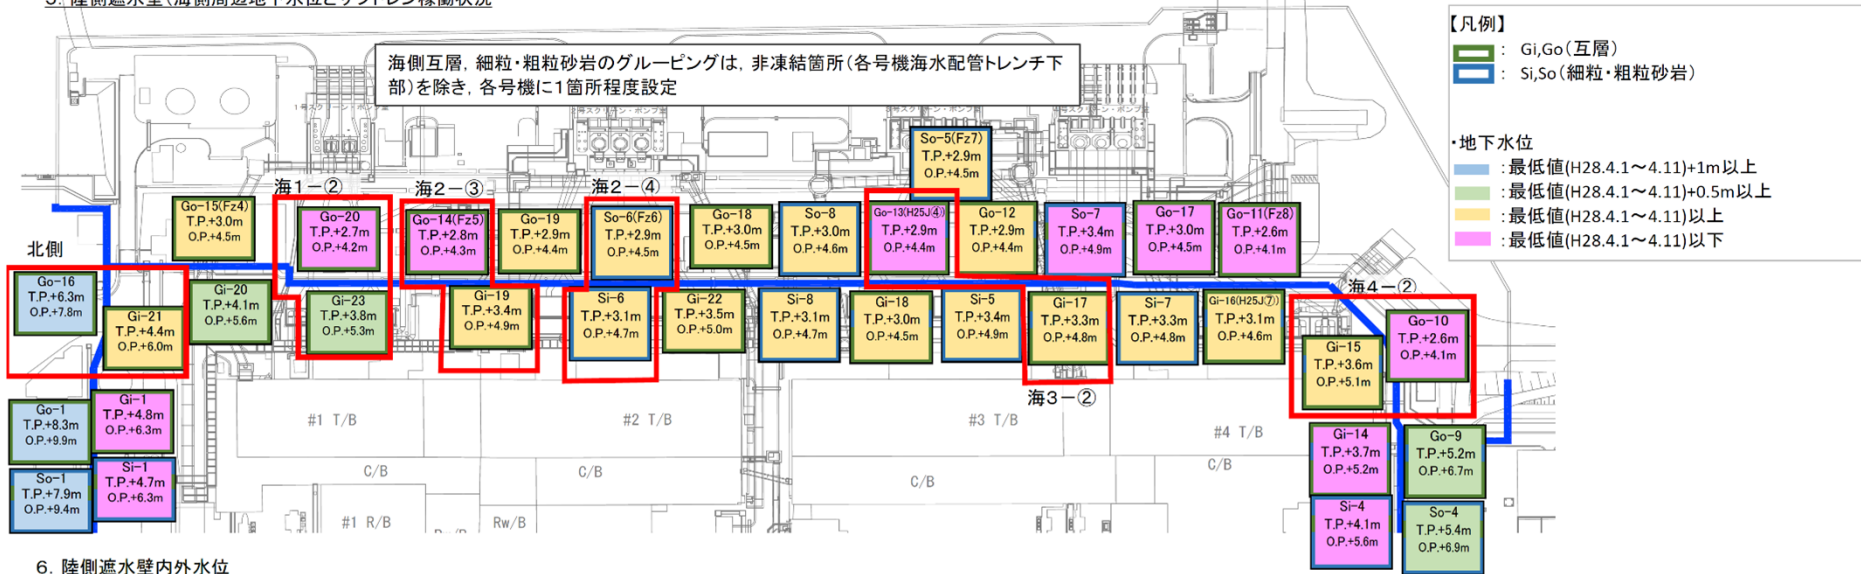 5. 陸側遮水壁(海側周辺地下水位とサブドレン稼働状況
海側互層，細粒・粗粒砂岩のグルーピングは，非凍結箇所(各号機海水配管トレンチ下
部)を除き，各号機に1箇所程度設定
【凡例】
： Gi,Go(互層)
： Si,So(細粒・粗粒砂岩)
・地下水位
：最低値(H28.4.1～4.11)+1m以上
：最低値(H28.4.1～4.11)+0.5m以上
：最低値(H28.4.1～4.11)以上
：最低値(H28.4.1～4.11)以下
So-5(Fz7)
T.P.+2.9m
O.P.+4.5m
海1－②
海2－③
海2－④
Go-15(Fz4)
T.P.+3.0m
O.P.+4.5m
Go-20
T.P.+2.7m
O.P.+4.2m
Go-14(Fz5)
T.P.+2.8m
O.P.+4.3m
Go-19
T.P.+2.9m
O.P.+4.4m
So-6(Fz6)
T.P.+2.9m
O.P.+4.5m
Go-18
T.P.+3.0m
O.P.+4.5m
So-8
T.P.+3.0m
O.P.+4.6m
Go-13(H25J④)
T.P.+2.9m
O.P.+4.4m
Go-12
T.P.+2.9m
O.P.+4.4m
So-7
T.P.+3.4m
O.P.+4.9m
Go-17
T.P.+3.0m
O.P.+4.5m
Go-11(Fz8)
T.P.+2.6m
O.P.+4.1m
北側
Go-16
T.P.+6.3m
O.P.+7.8m
Gi-21
T.P.+4.4m
O.P.+6.0m
Gi-20
T.P.+4.1m
O.P.+5.6m
Gi-23
T.P.+3.8m
O.P.+5.3m
Gi-19
T.P.+3.4m
O.P.+4.9m
Si-6
T.P.+3.1m
O.P.+4.7m
Gi-22
T.P.+3.5m
O.P.+5.0m
Si-8
T.P.+3.1m
O.P.+4.7m
Gi-18
T.P.+3.0m
O.P.+4.5m
Si-5
T.P.+3.4m
O.P.+4.9m
Gi-17
T.P.+3.3m
O.P.+4.8m
Si-7
T.P.+3.3m
O.P.+4.8m
Gi-16(H25J⑦)
T.P.+3.1m
O.P.+4.6m
海4－②
Gi-15
T.P.+3.6m
O.P.+5.1m
Go-10
T.P.+2.6m
O.P.+4.1m
海3－②
Go-1
T.P.+8.3m
O.P.+9.9m
Gi-1
T.P.+4.8m
O.P.+6.3m
So-1
T.P.+7.9m
O.P.+9.4m
Si-1
T.P.+4.7m
O.P.+6.3m
#1 T/B
#2 T/B
#3 T/B
#4 T/B
C/B
C/B
C/B
C/B
#1 R/B
Rw/B
Gi-14
T.P.+3.7m
O.P.+5.2m
Go-9
T.P.+5.2m
O.P.+6.7m
Si-4
T.P.+4.1m
O.P.+5.6m
So-4
T.P.+5.4m
O.P.+6.9m
6. 陸側遮水壁内外水位